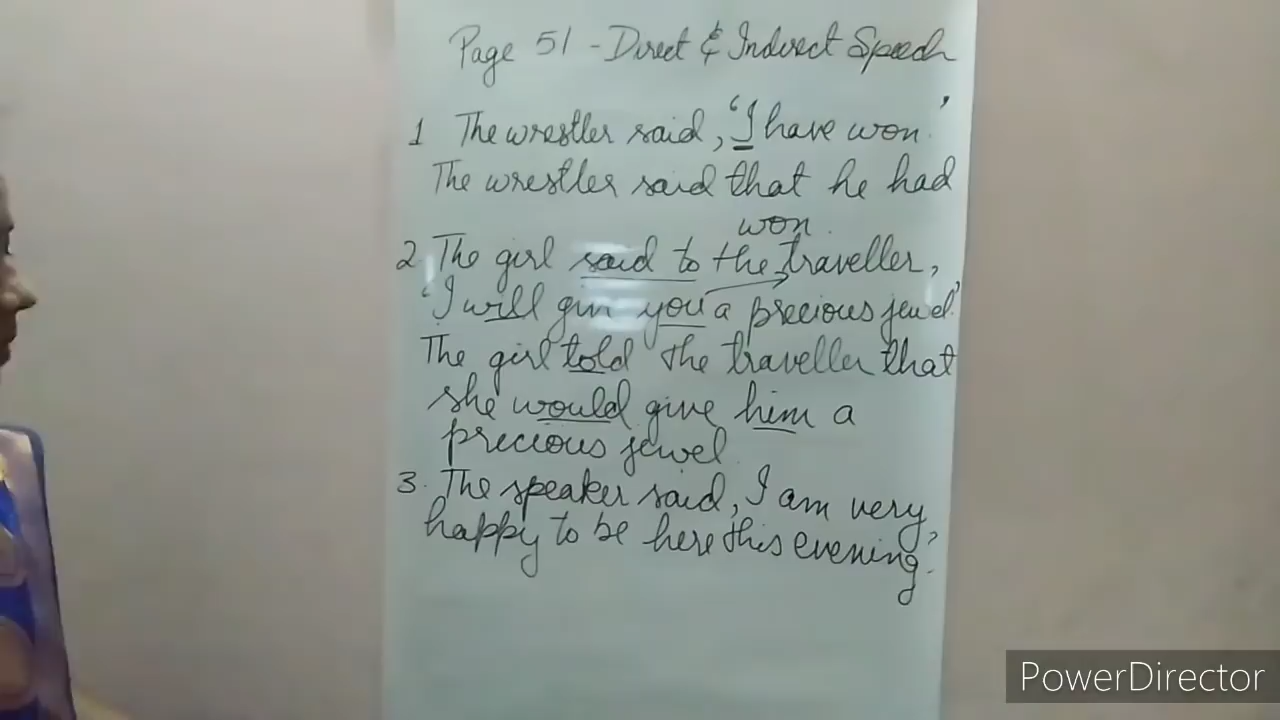 Page 51 - Direct & Indirect Speech
1 The wrestler said, 'I have won.'
The wrestler said that he had
won.
2 The girl said to the traveller,
'I will give you a precious jewel.'
The girl told the traveller that
she would give him a
precious jewel
3. The speaker said, I am very
happy to be here this evening.'
PowerDirector